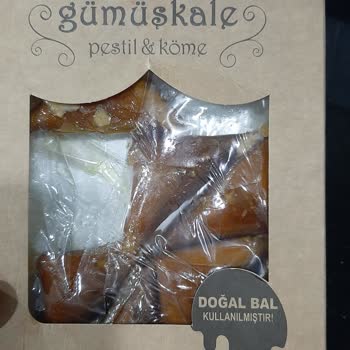 gümüşkale
pestil & köme
DOĞAL BAL
KULLANILMIŞTIR!